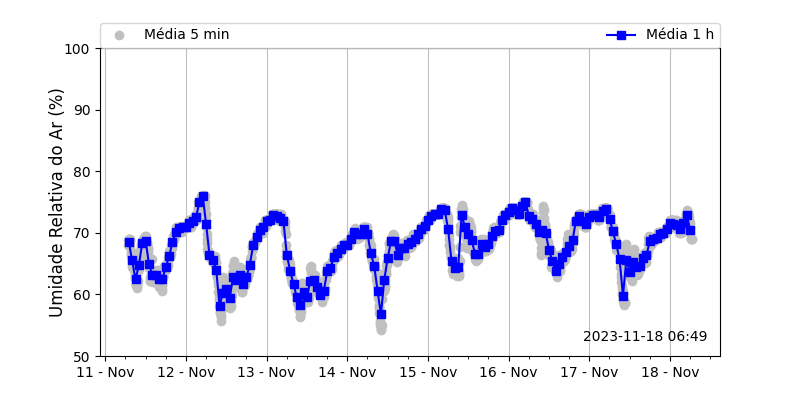 Média 5 min
Média 1 h
Umidade Relativa do Ar (%)
100
90
80
70
60
50
2023-11-18 06:49
11 - Nov
12 - Nov
13 - Nov
14 - Nov
15 - Nov
16 - Nov
17 - Nov
18 - Nov